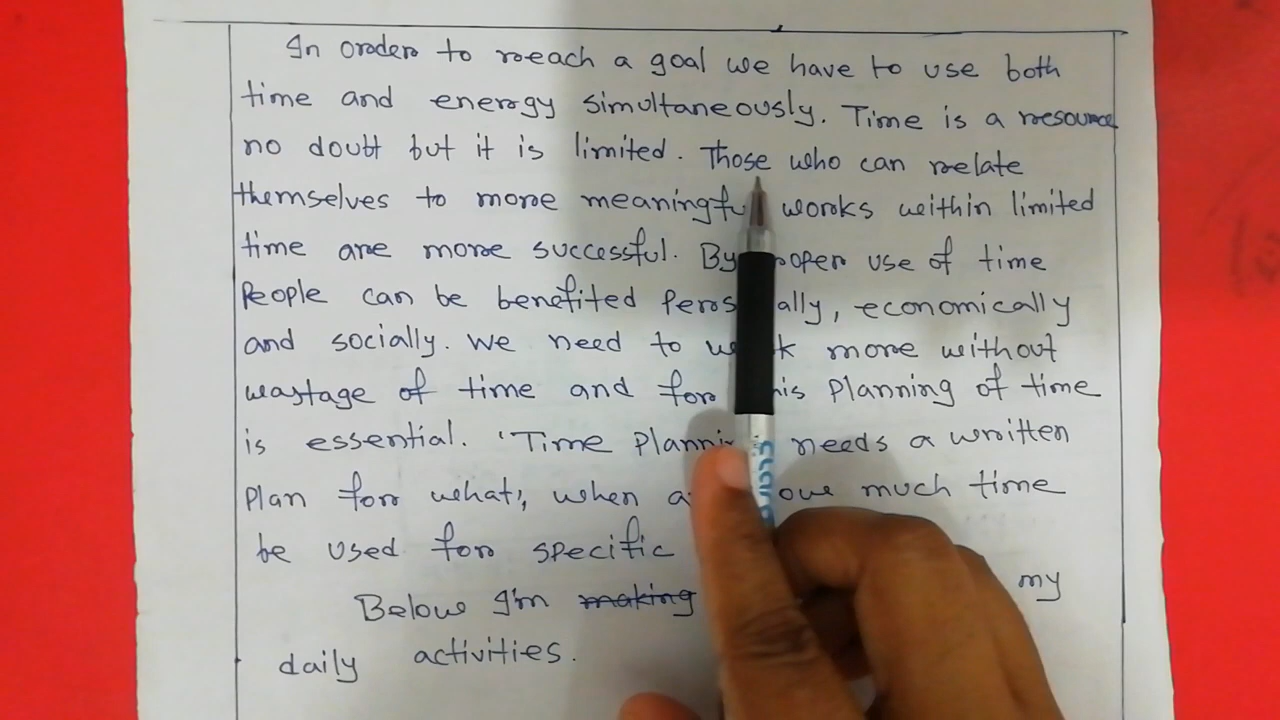 In order to reach a goal we have to use both
time and energy simultaneously. Time is a resource
no doubt but it is limited. Those who can relate
themselves to more meaningful works within limited
time are more successful. By proper use of time
People can be benefited Personally, economically
and socially. We need to work more without
wastage of time and for this Planning of time
is essential. 'Time Planning needs a written
Plan for what', when a much time
be used for specific
Below I'm making my
daily activities.